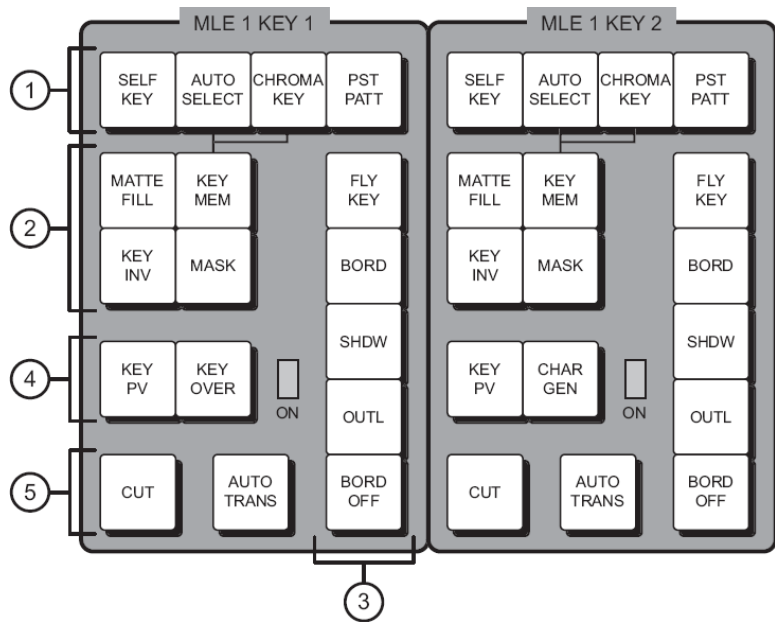 MLE 1 KEY 1
MLE 1 KEY 2
1
SELF KEY
AUTO SELECT
CHROMA KEY
PST PATT
SELF KEY
AUTO SELECT
CHROMA KEY
PST PATT
2
MATTE FILL
KEY MEM
FLY KEY
MATTE FILL
KEY MEM
FLY KEY
KEY INV
MASK
BORD
KEY INV
MASK
BORD
4
KEY PV
KEY OVER
ON
SHDW
KEY PV
CHAR GEN
ON
SHDW
OUTL
OUTL
5
CUT
AUTO TRANS
BORD OFF
CUT
AUTO TRANS
BORD OFF
3